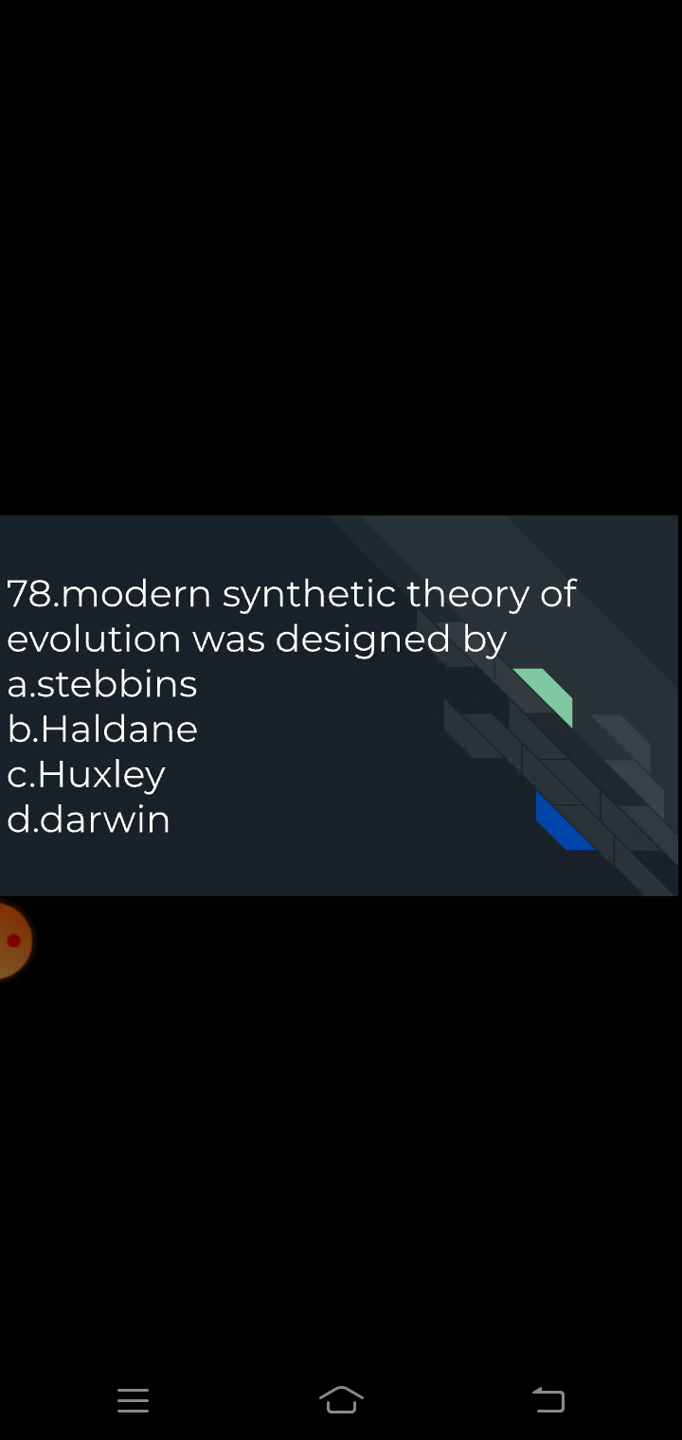 78.modern synthetic theory of
evolution was designed by
a.stebbins
b.Haldane
c.Huxley
d.darwin